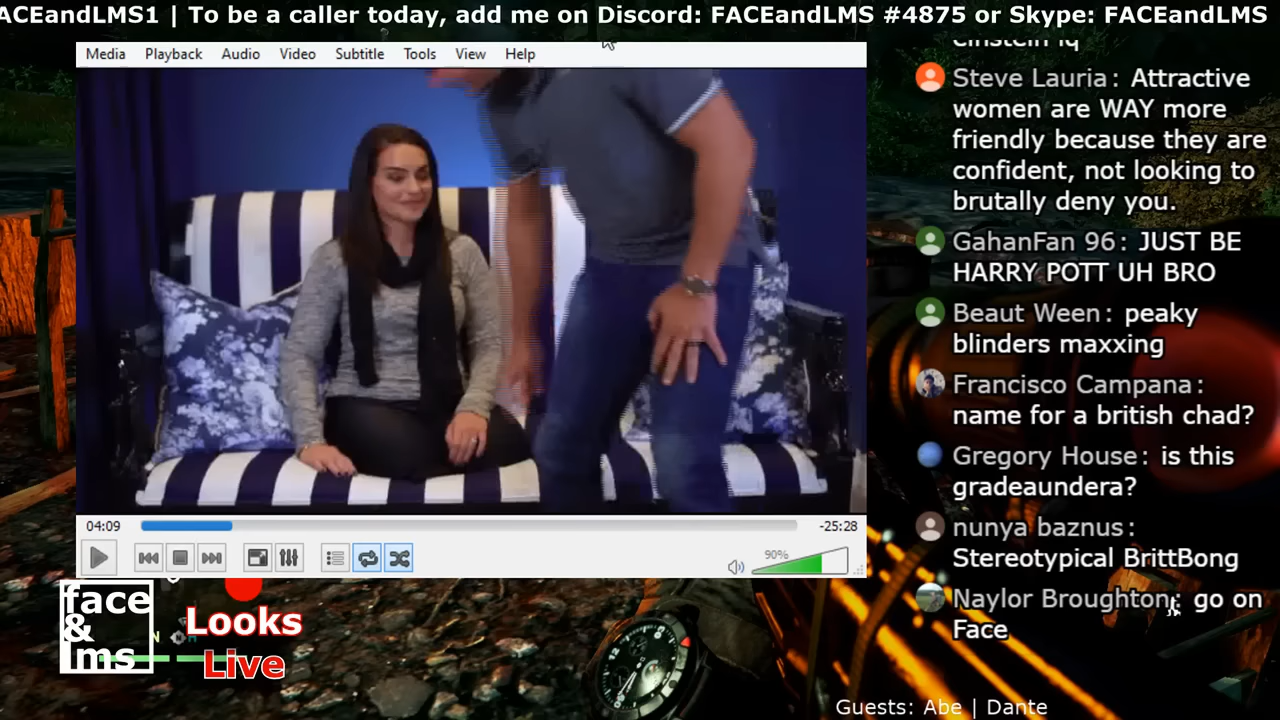 ACEandLMS1 | To be a caller today, add me on Discord: FACEandLMS #4875 or Skype: FACEandLMS
Media Playback Audio Video Subtitle Tools View Help
04:09
-25:28
90%
face
&
lms
Looks
Live
einstein iq
Steve Lauria: Attractive
women are WAY more
friendly because they are
confident, not looking to
brutally deny you.
GahanFan 96: JUST BE
HARRY POTT UH BRO
Beaut Ween: peaky
blinders maxxing
Francisco Campana:
name for a british chad?
Gregory House: is this
gradeaundera?
nunya baznus:
Stereotypical BrittBong
Naylor Broughton: go on
Face
Guests: Abe | Dante